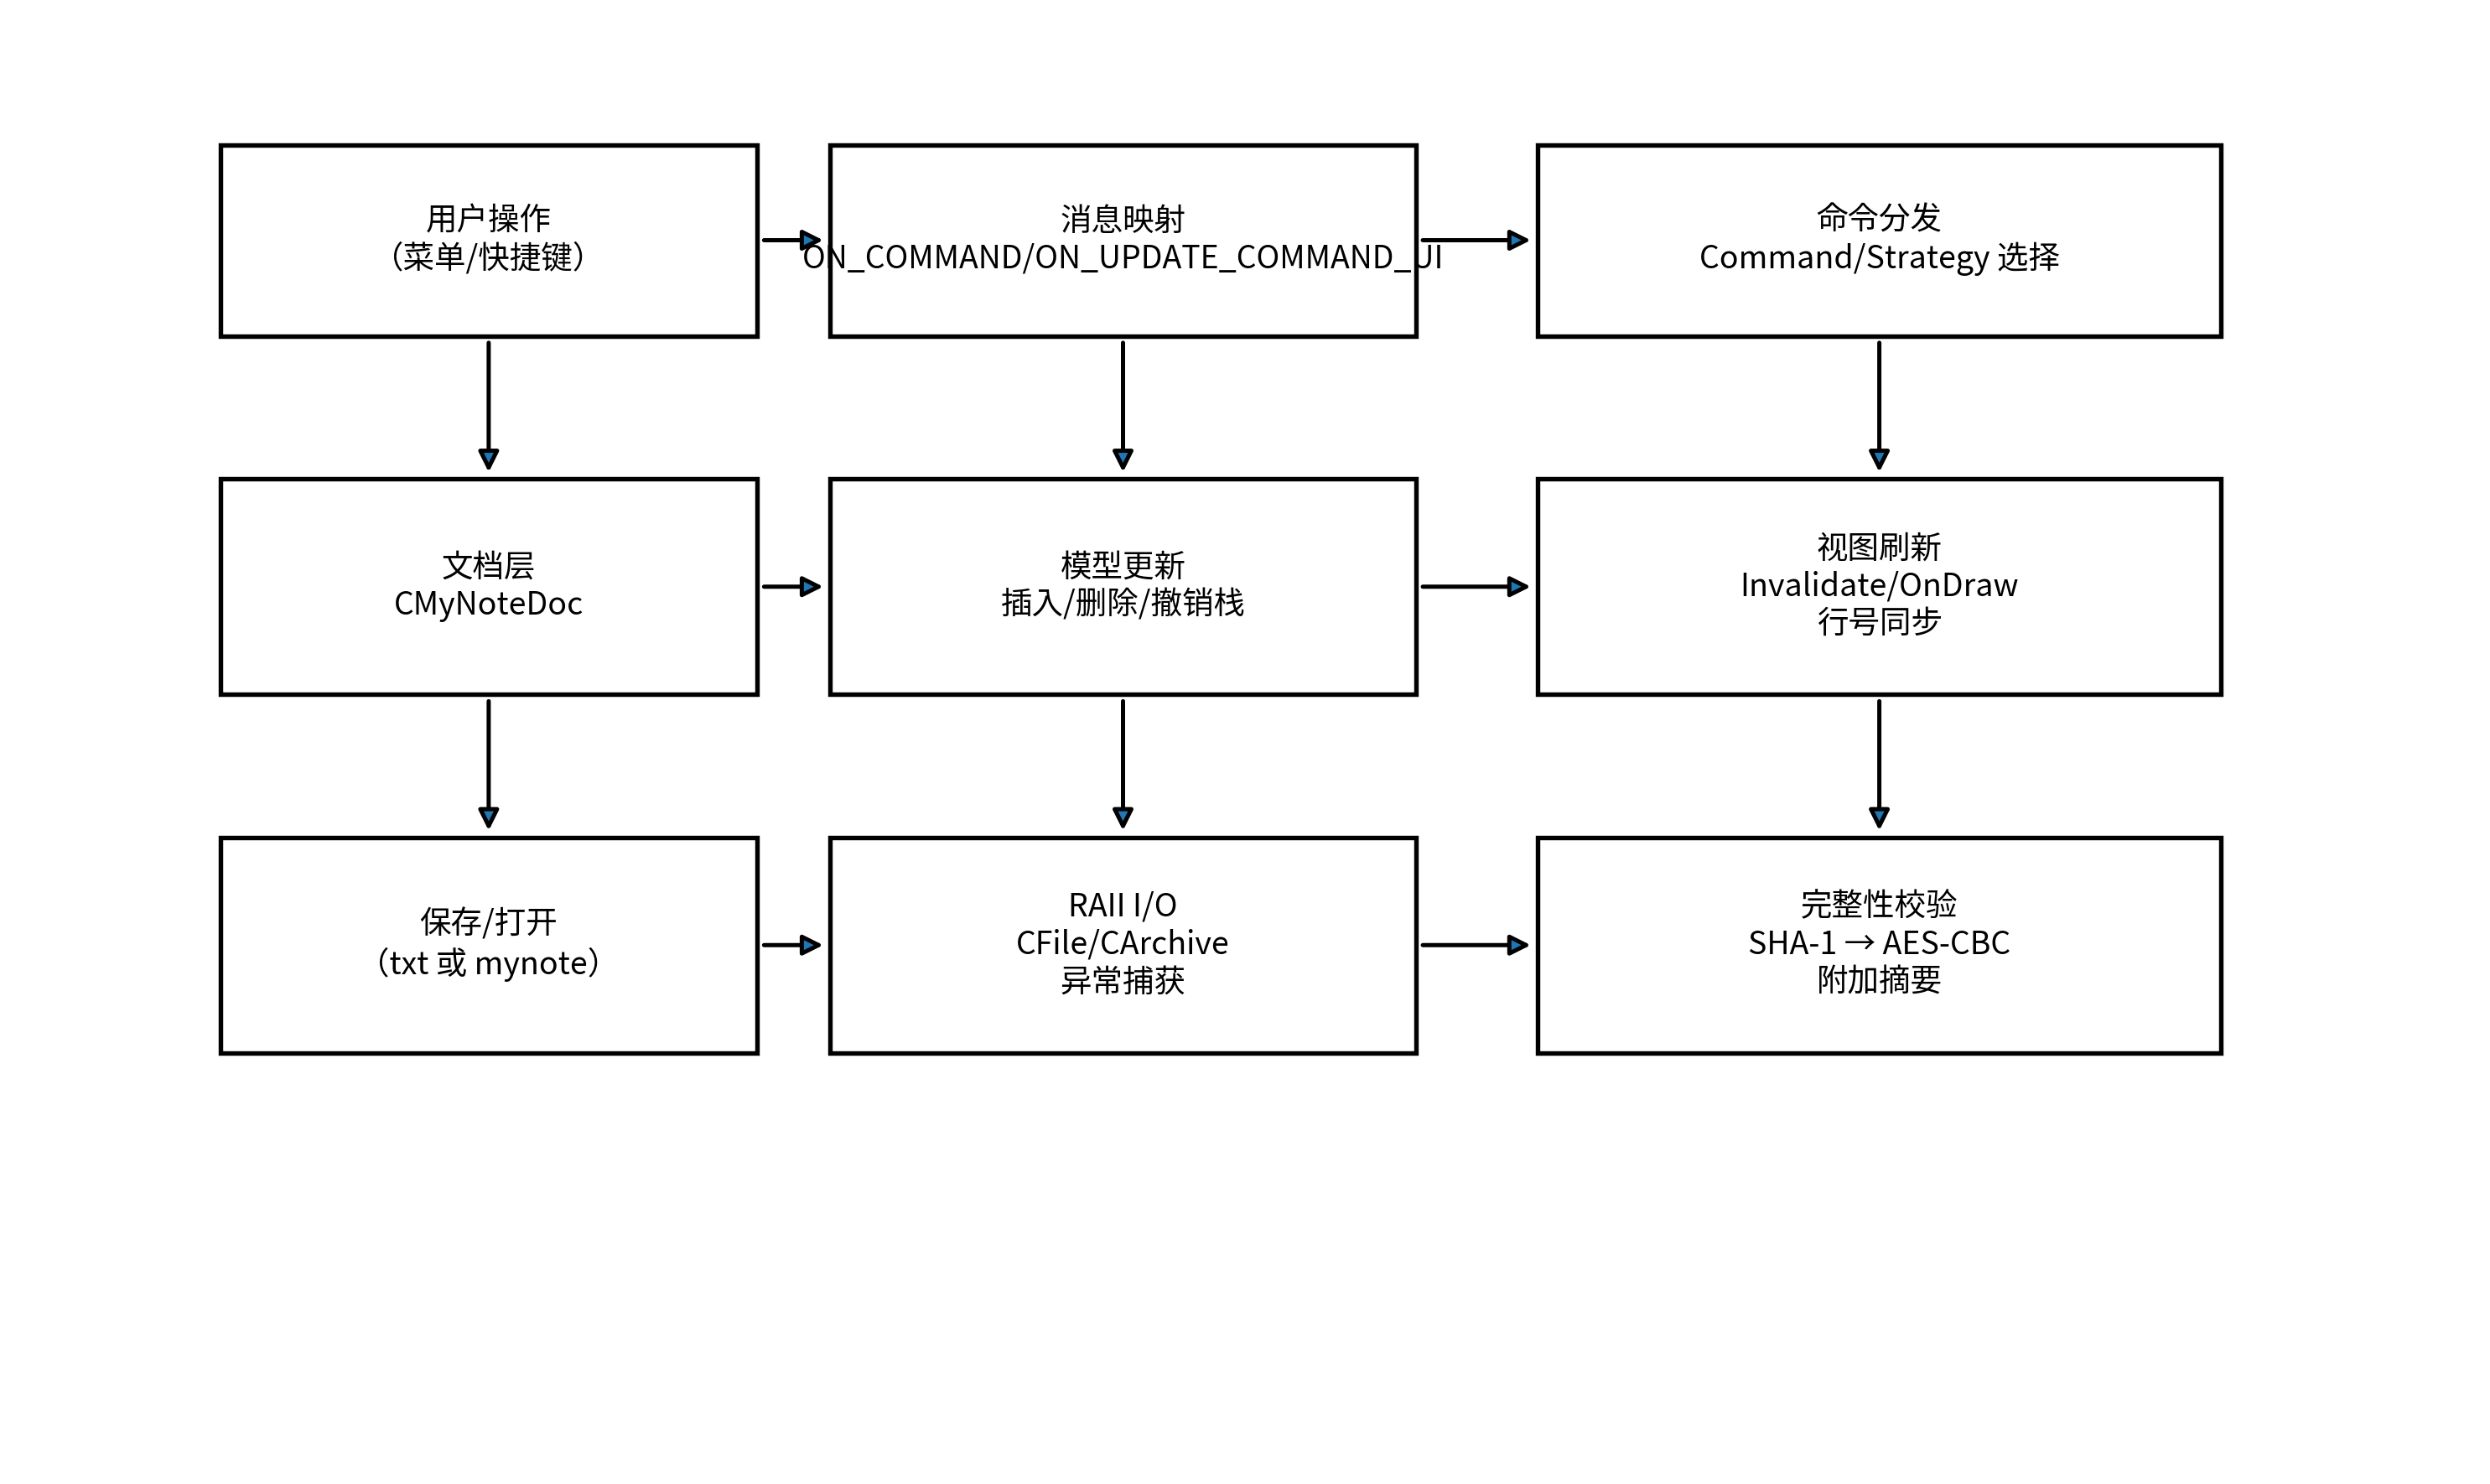 用户操作
（菜单/快捷键）
消息映射
ON_COMMAND/ON_UPDATE_COMMAND_UI
命令分发
Command/Strategy 选择
文档层
CMyNoteDoc
模型更新
插入/删除/撤销栈
视图刷新
Invalidate/OnDraw
行号同步
保存/打开
（txt 或 mynote）
RAII I/O
CFile/CArchive
异常捕获
完整性校验
SHA-1 → AES-CBC
附加摘要